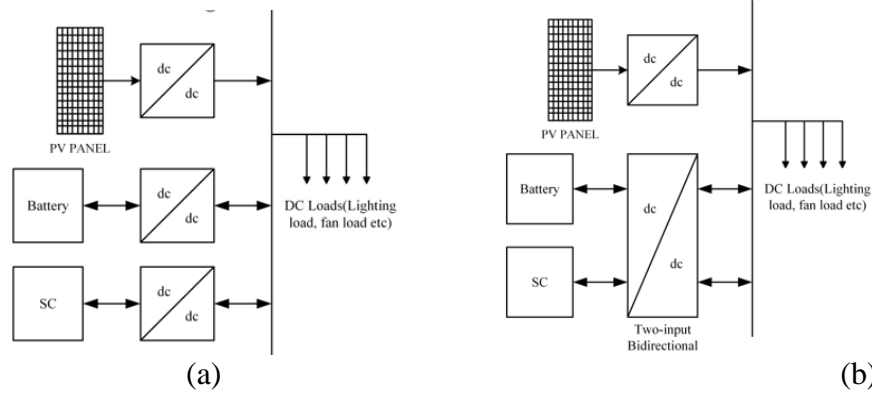 dc
dc
PV PANEL
Battery
dc
dc
DC Loads(Lighting
load, fan load etc)
SC
dc
dc
(a)
dc
dc
PV PANEL
Battery
dc
DC Loads(Lighting
load, fan load etc)
SC
dc
Two-input
Bidirectional
(b)